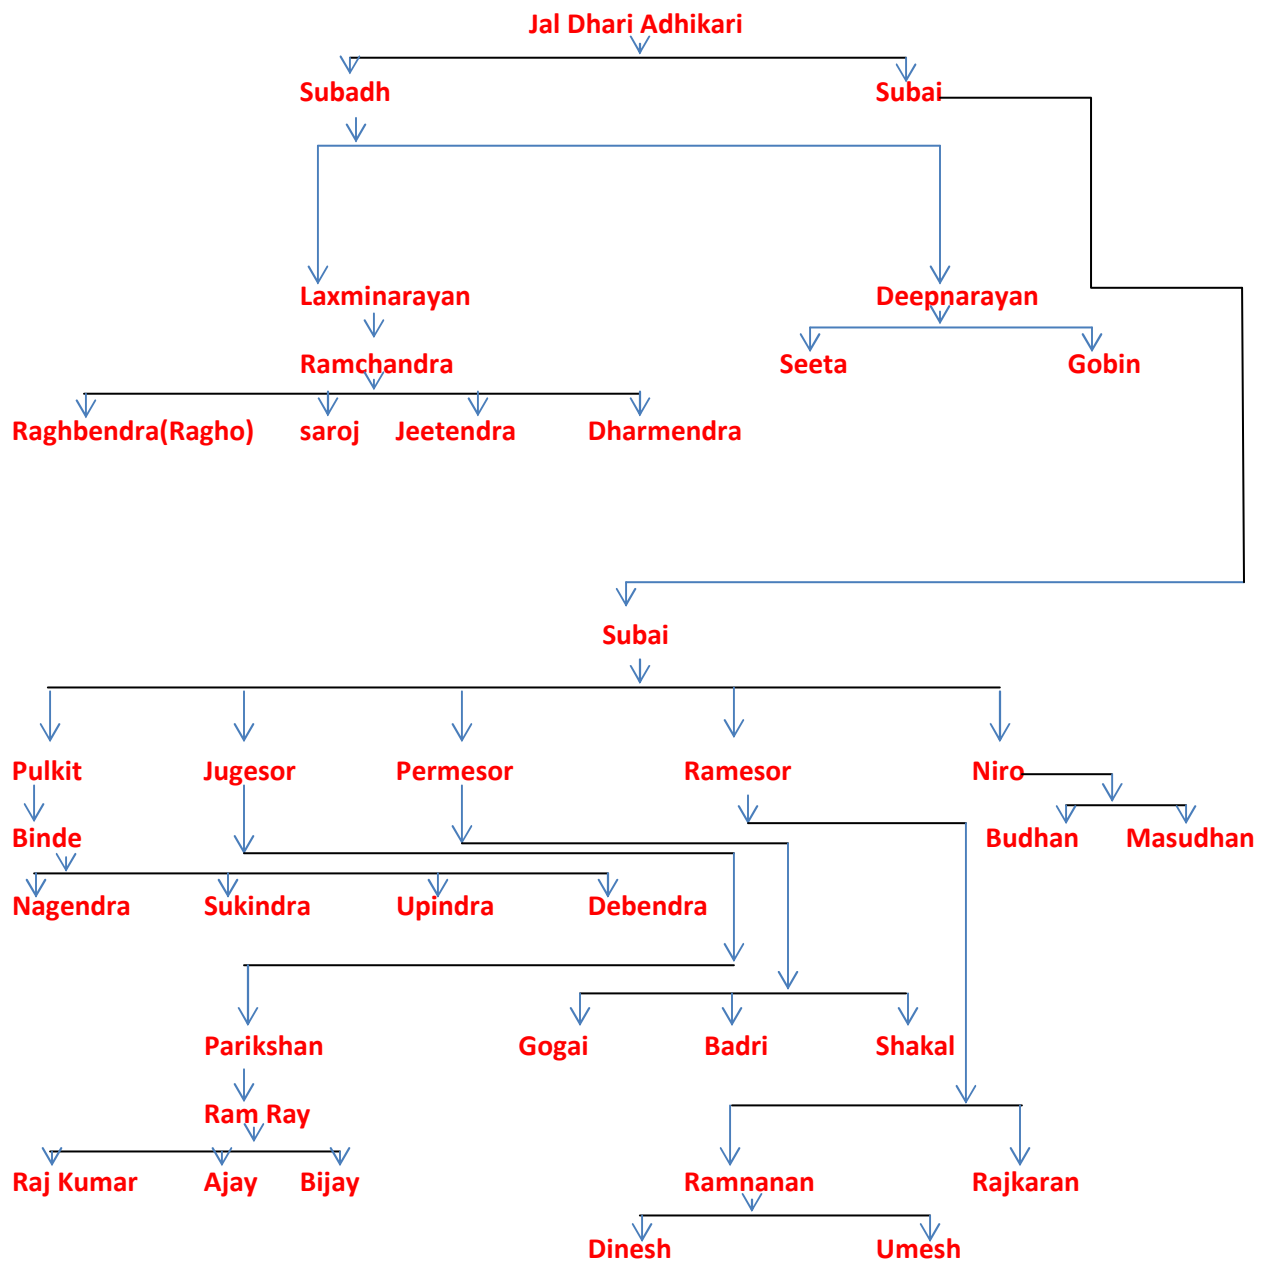 Jal Dhari Adhikari
Subadh Subai
Laxminarayan Deepnarayan
Ramchandra Seeta Gobin
Raghbendra(Ragho) saroj Jeetendra Dharmendra
Subai
Pulkit Jugesor Permesor Ramesor Niro
Binde Budhan Masudhan
Nagendra Sukindra Upindra Debendra
Parikshan Gogai Badri Shakal
Ram Ray
Raj Kumar Ajay Bijay Ramnanan Rajkaran
Dinesh Umesh